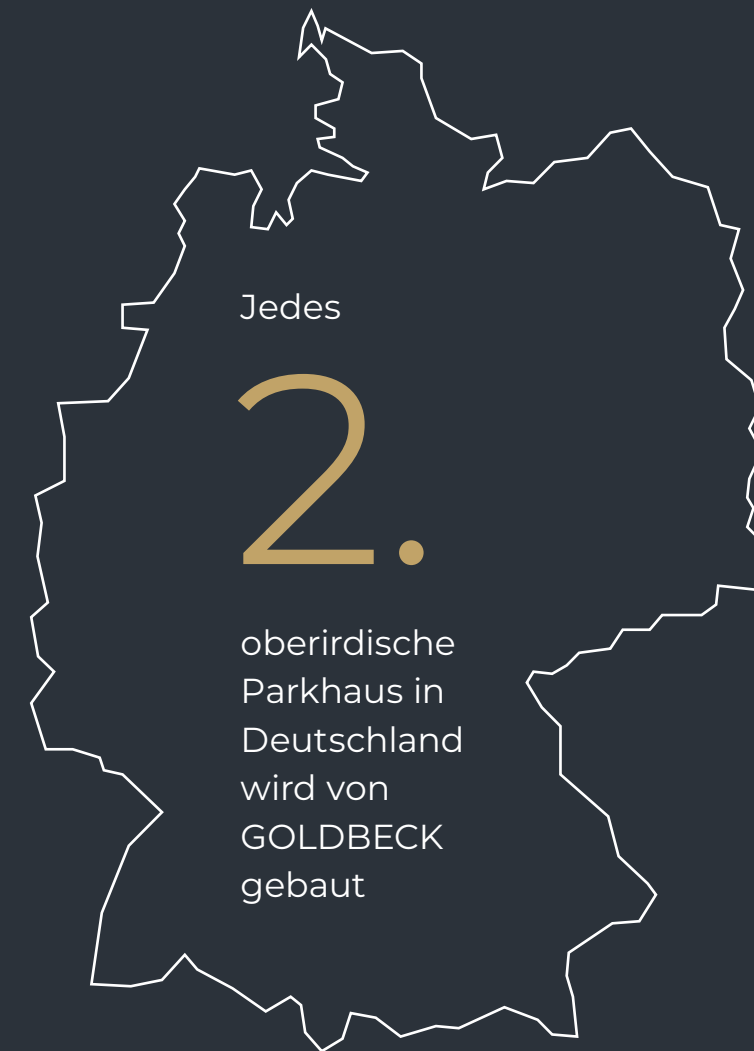 Jedes
2.
oberirdische
Parkhaus in
Deutschland
wird von
GOLDBECK
gebaut